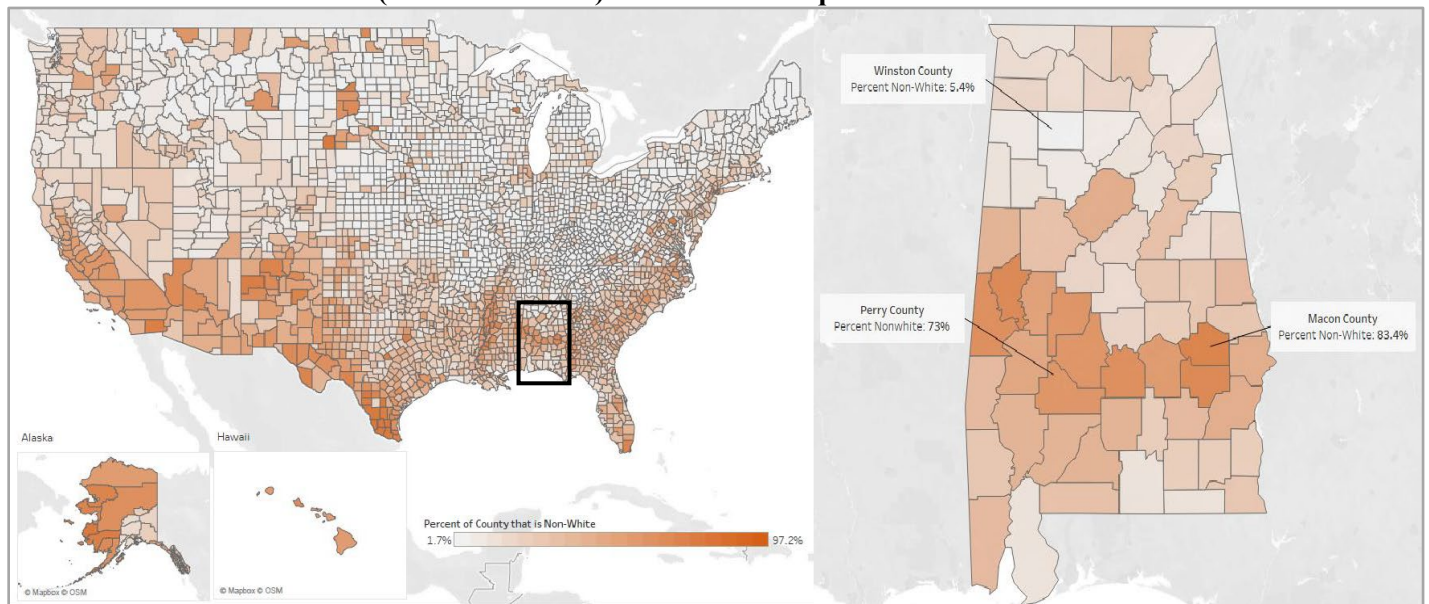 Winston County
Percent Non-White: 5.4%
Perry County
Percent Nonwhite: 73%
Macon County
Percent Non-White: 83.4%
Alaska
Hawaii
Percent of County that is Non-White
1.7%
97.2%
© Mapbox © OSM
© Mapbox © OSM